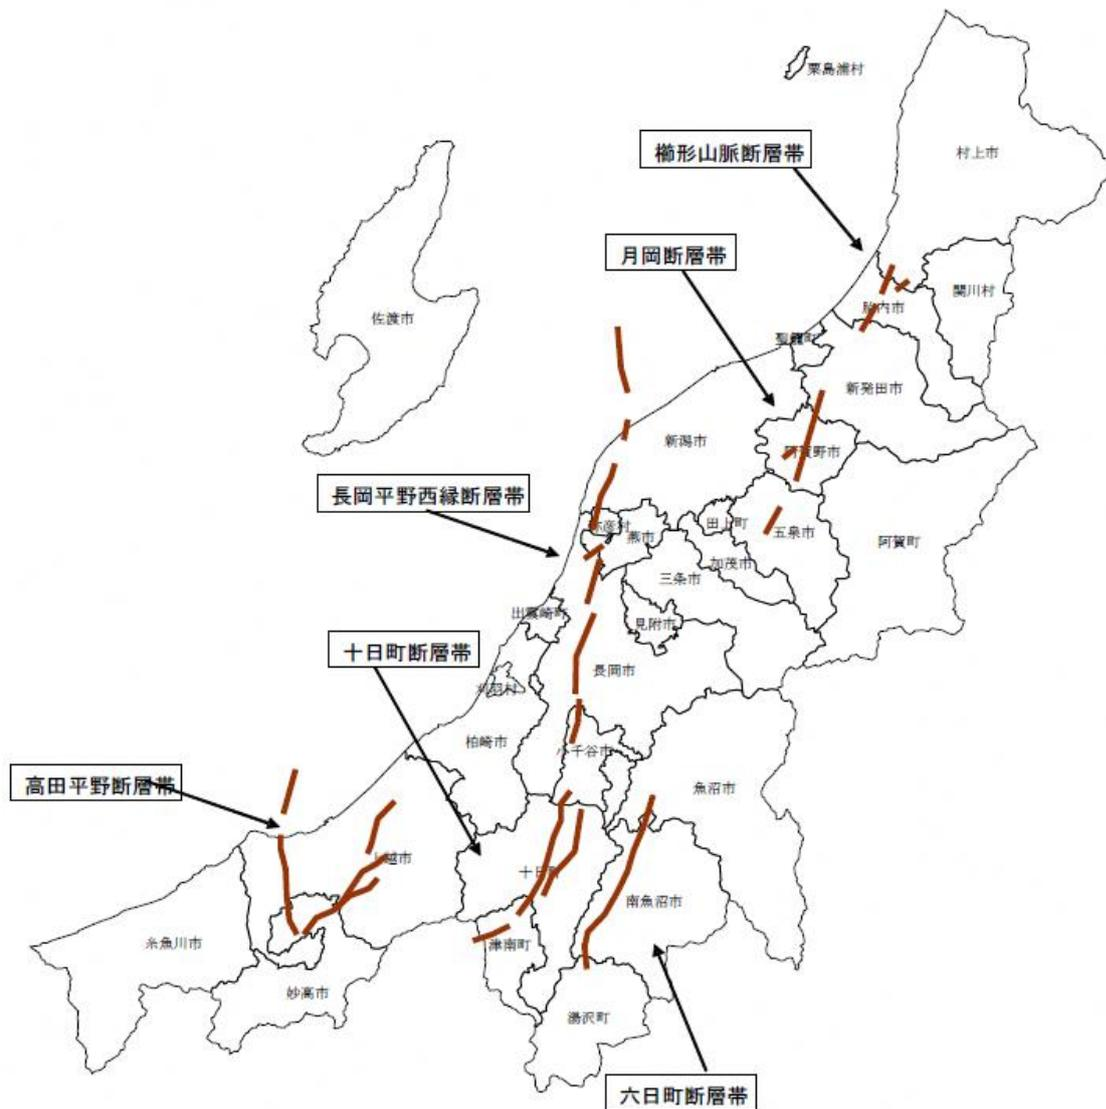 粟島浦村
櫛形山脈断層帯
村上市
月岡断層帯
関川村
胎内市
佐渡市
聖籠町
新発田市
新潟市
阿賀野市
長岡平野西縁断層帯
弥彦村
燕市
田上町
五泉市
阿賀町
加茂市
三条市
出雲崎町
見附市
十日町断層帯
長岡市
刈羽村
柏崎市
小千谷市
高田平野断層帯
魚沼市
上越市
十日町
南魚沼市
糸魚川市
津南町
妙高市
湯沢町
六日町断層帯